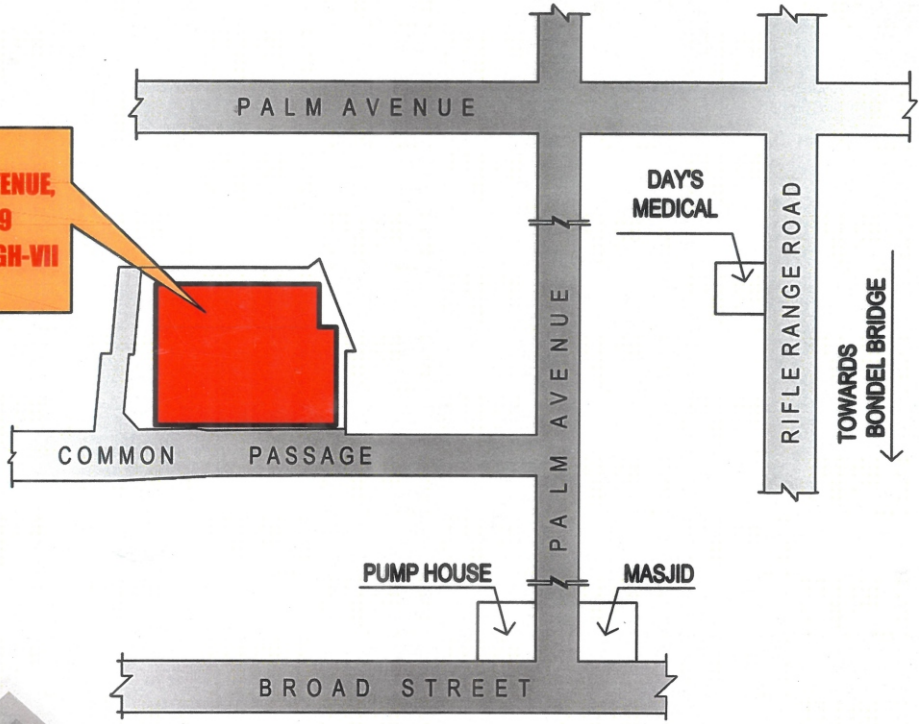 PALM AVENUE
ENUE,
9
GH-VII
DAY'S
MEDICAL
RIFLE RANGE ROAD
TOWARDS
BONDEL BRIDGE
PALM AVENUE
COMMON PASSAGE
PUMP HOUSE
MASJID
BROAD STREET